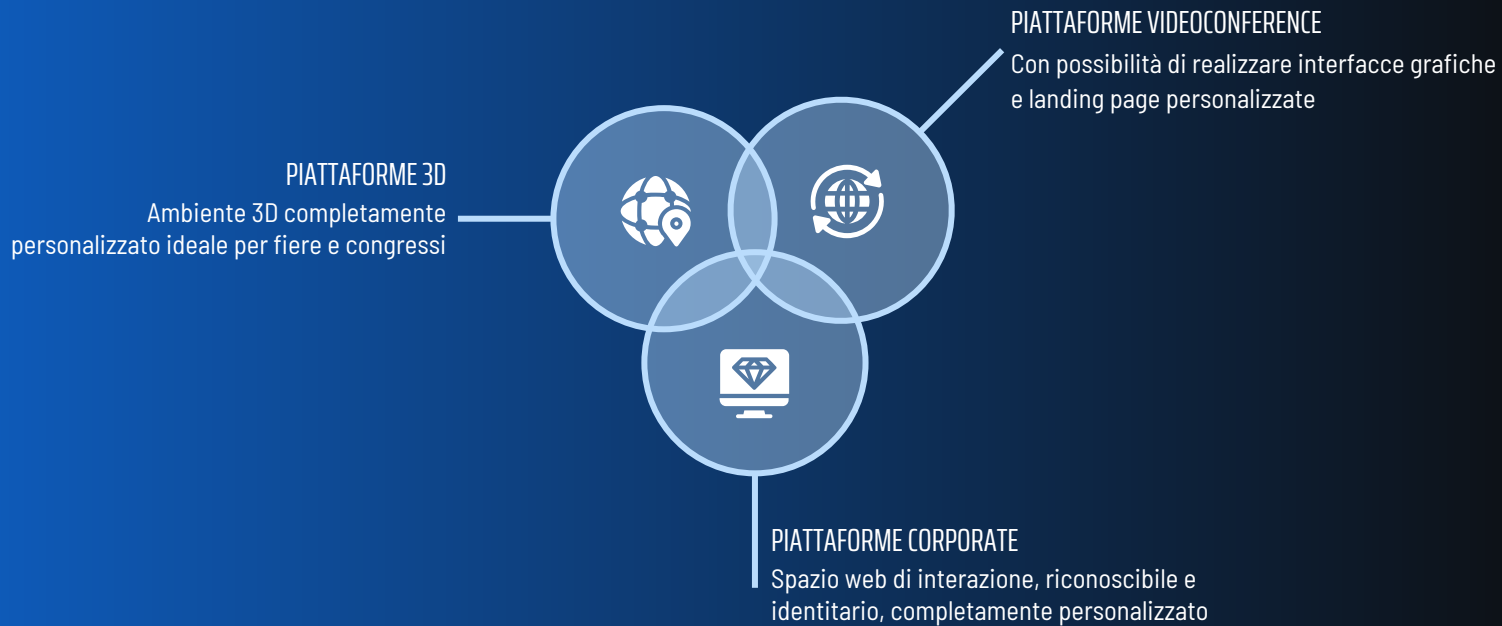 PIATTAFORME VIDEOCONFERENCE
Con possibilità di realizzare interfacce grafiche
e landing page personalizzate
PIATTAFORME 3D
Ambiente 3D completamente
personalizzato ideale per fiere e congressi
PIATTAFORME CORPORATE
Spazio web di interazione, riconoscibile e
identitario, completamente personalizzato